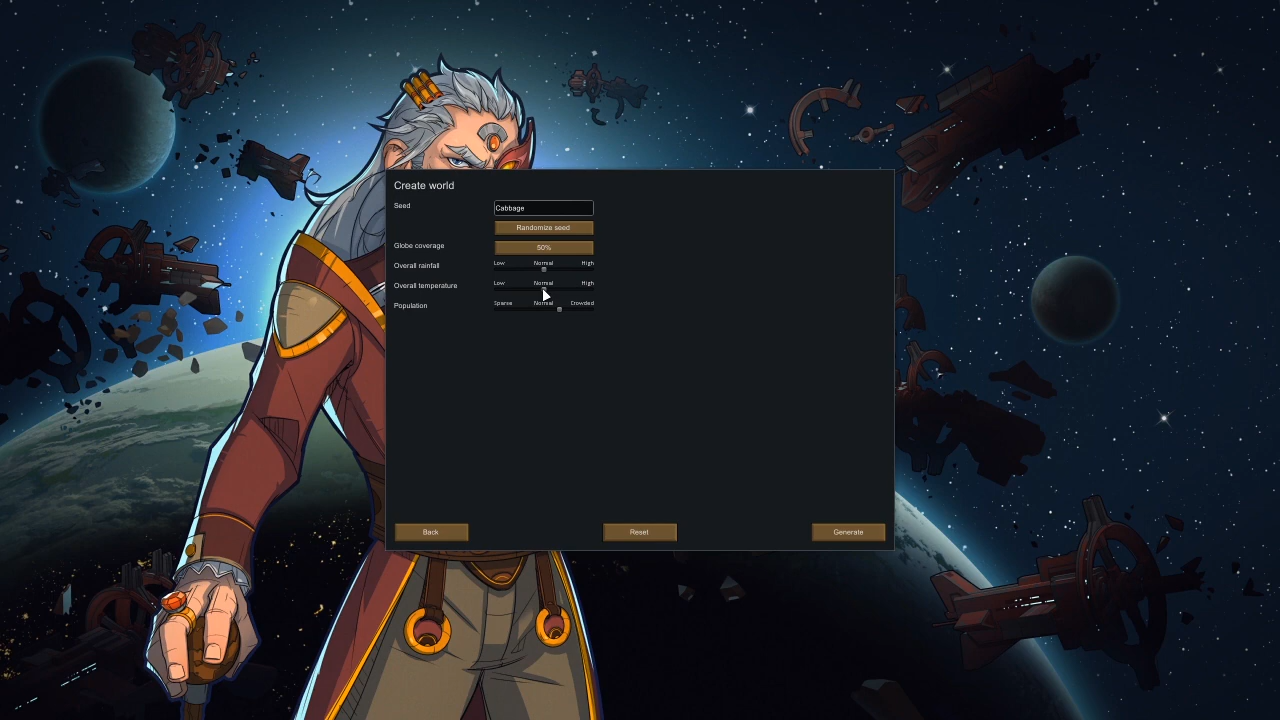 Create world
Seed
Cabbage
Randomize seed
Globe coverage
50%
Overall rainfall
Low Normal High
Overall temperature
Low Normal High
Population
Sparse Normal Crowded
Back Reset Generate